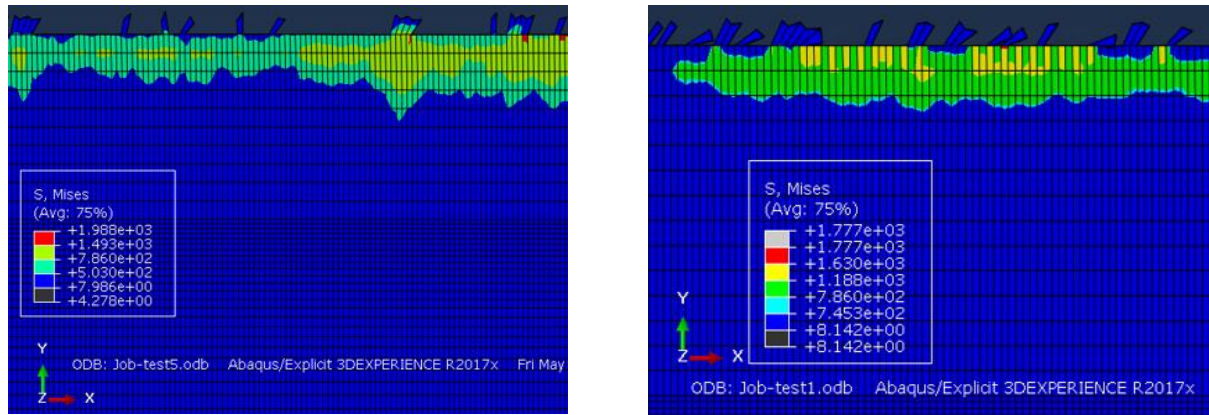 S, Mises
(Avg: 75%)
+1.988e+03
+1.493e+03
+7.860e+02
+5.030e+02
+7.986e+00
+4.278e+00
Y
Z X
ODB: Job-test5.odb Abaqus/Explicit 3DEXPERIENCE R2017x Fri May
S, Mises
(Avg: 75%)
+1.777e+03
+1.777e+03
+1.630e+03
+1.188e+03
+7.860e+02
+7.453e+02
+8.142e+00
+8.142e+00
Y
Z X
ODB: Job-test1.odb Abaqus/Explicit 3DEXPERIENCE R2017x